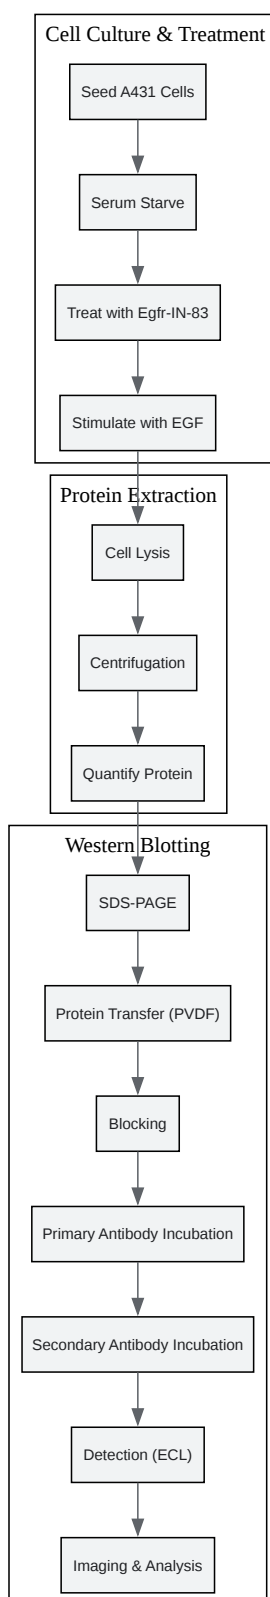 Cell Culture & Treatment
Seed A431 Cells
Serum Starve
Treat with Egfr-IN-83
Stimulate with EGF
Protein Extraction
Cell Lysis
Centrifugation
Quantify Protein
Western Blotting
SDS-PAGE
Protein Transfer (PVDF)
Blocking
Primary Antibody Incubation
Secondary Antibody Incubation
Detection (ECL)
Imaging & Analysis